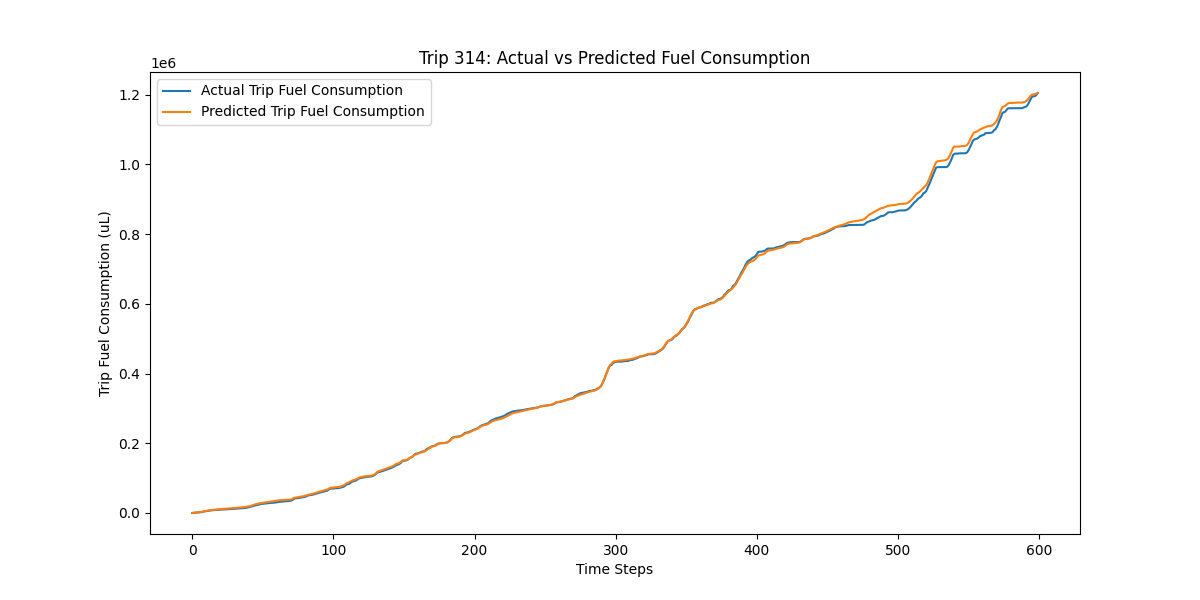 Trip 314: Actual vs Predicted Fuel Consumption
1e6
Actual Trip Fuel Consumption
Predicted Trip Fuel Consumption
1.2
1.0
0.8
0.6
0.4
0.2
0.0
Trip Fuel Consumption (uL)
0 100 200 300 400 500 600
Time Steps